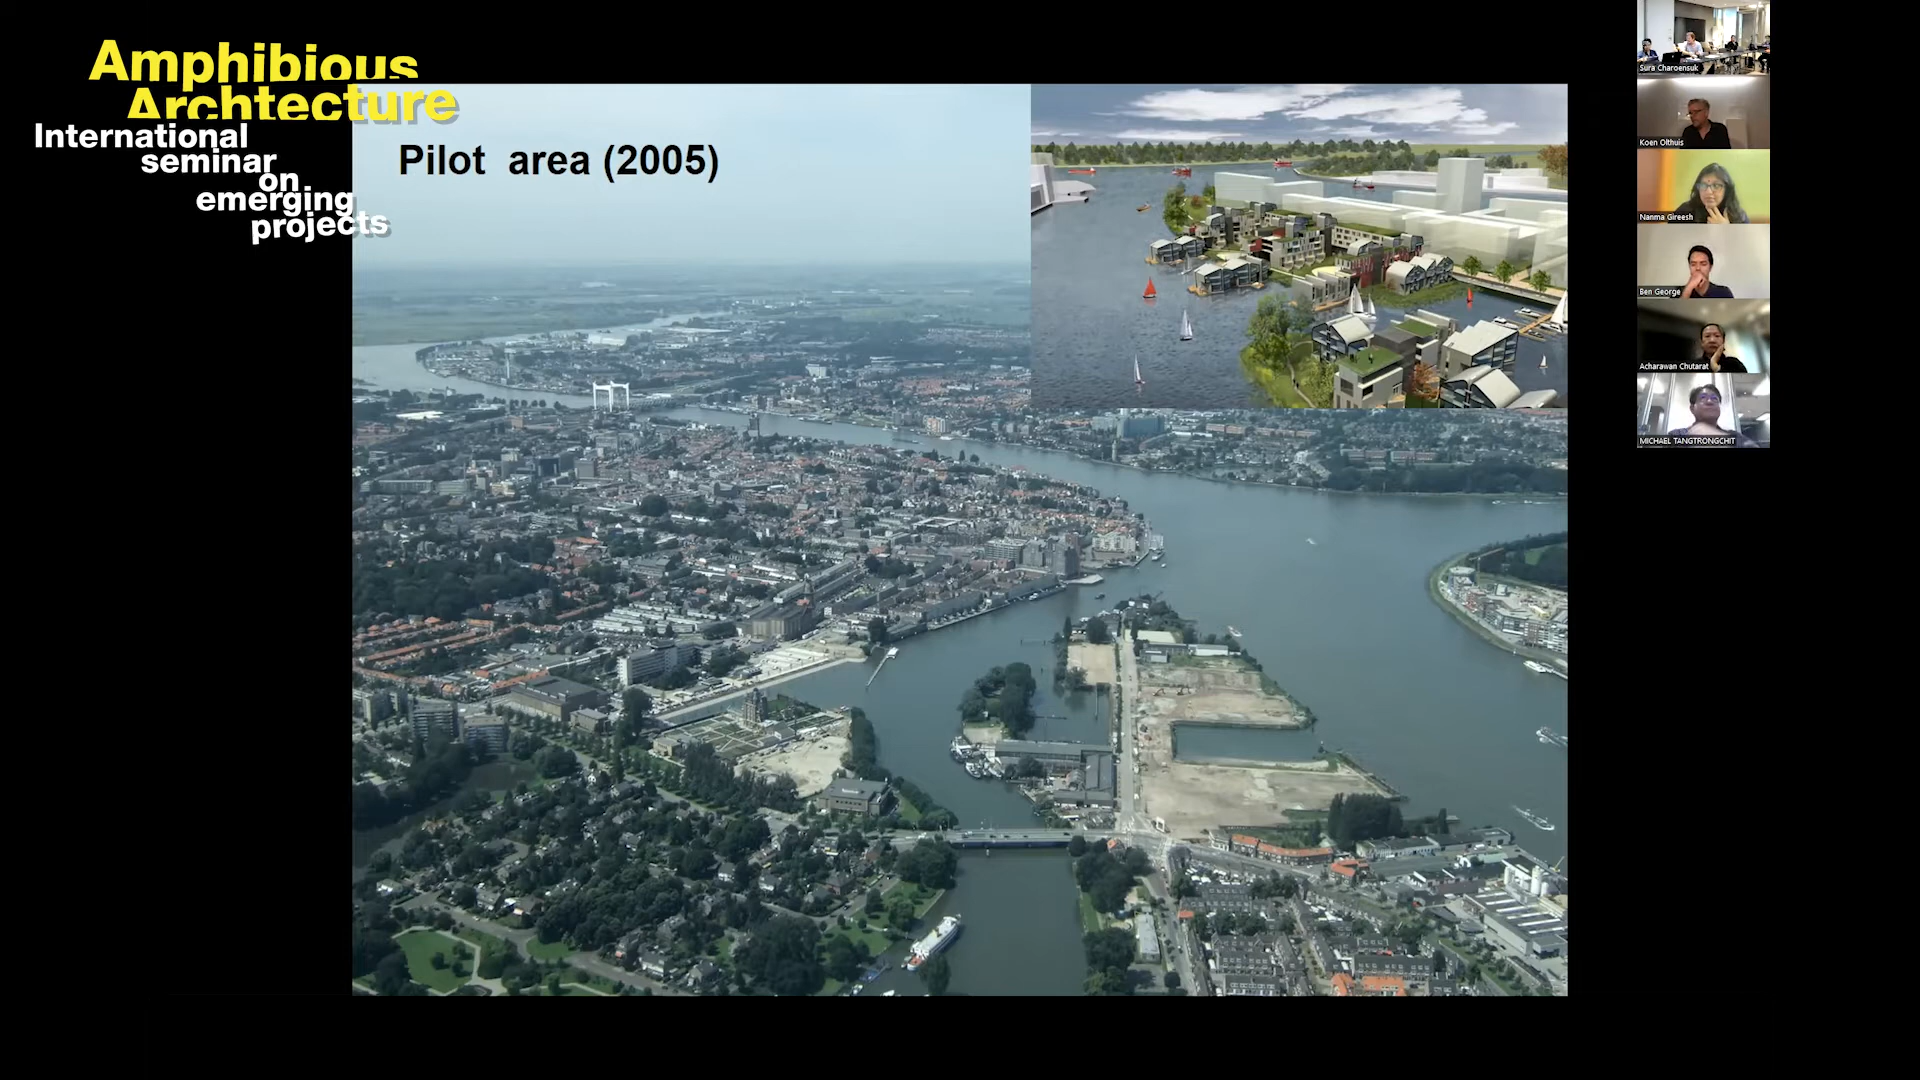 Amphibious
Archtecture
International
seminar
on
emerging
projects
Pilot area (2005)
Sura Charoensuk
Koen Olthuis
Nanma Gireesh
Ben George
Acharawan Chutarat
MICHAEL TANGTRONGCHIT